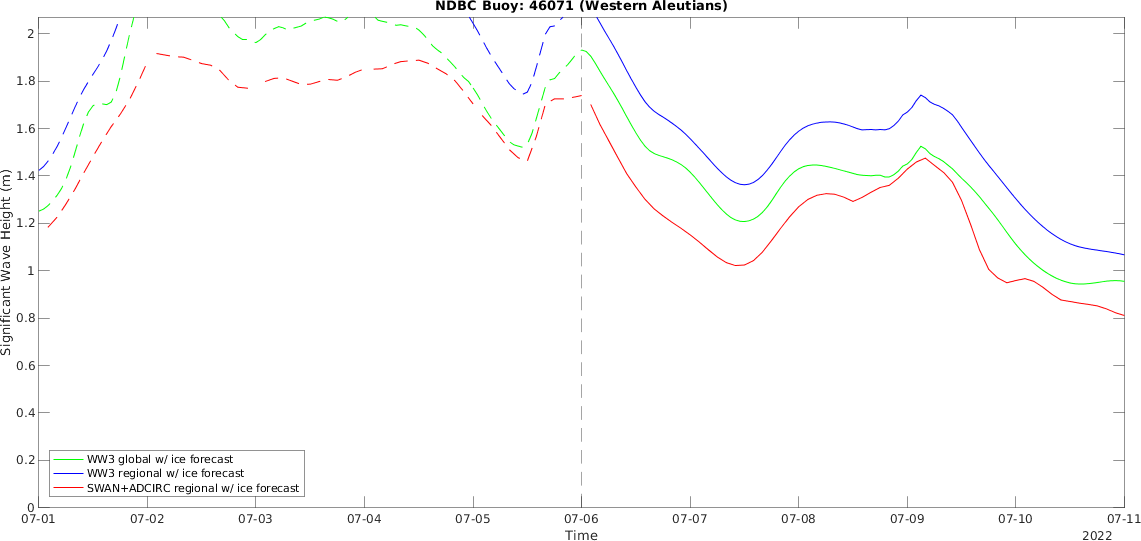 NDBC Buoy: 46071 (Western Aleutians)
2
1.8
1.6
1.4
1.2
1
0.8
0.6
0.4
0.2
0
Significant Wave Height (m)
WW3 global w/ ice forecast
WW3 regional w/ ice forecast
SWAN+ADCIRC regional w/ ice forecast
07-01 07-02 07-03 07-04 07-05 07-06 07-07 07-08 07-09 07-10 07-11
Time
2022